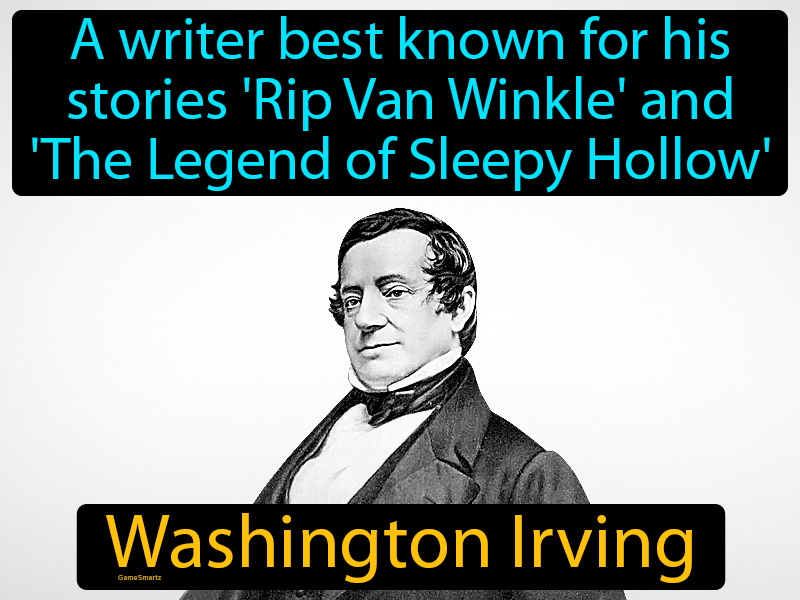 A writer best known for his
stories 'Rip Van Winkle' and
'The Legend of Sleepy Hollow'
Washington Irving
GameSmartz